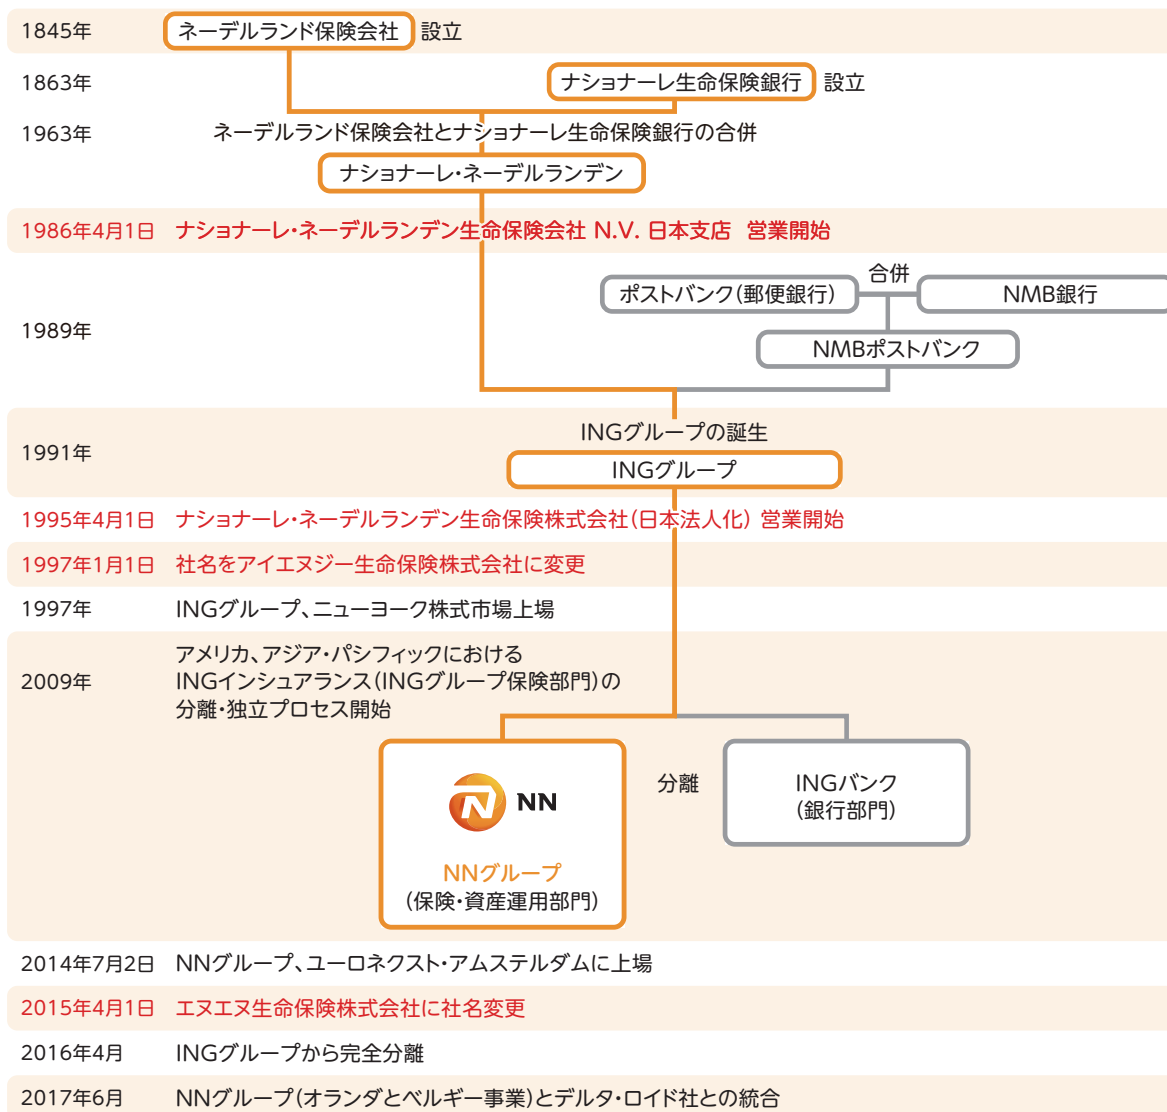 1845年 ネーデルランド保険会社 設立
1863年 ナショナーレ生命保険銀行 設立
1963年 ネーデルランド保険会社とナショナーレ生命保険銀行の合併
ナショナーレ・ネーデルランデン
1986年4月1日 ナショナーレ・ネーデルランデン生命保険会社 N.V. 日本支店 営業開始
合併
ポストバンク(郵便銀行) NMB銀行
1989年
NMBポストバンク
INGグループの誕生
1991年
INGグループ
1995年4月1日 ナショナーレ・ネーデルランデン生命保険株式会社(日本法人化) 営業開始
1997年1月1日 社名をアイエヌジー生命保険株式会社に変更
1997年 INGグループ、ニューヨーク株式市場上場
アメリカ、アジア・パシフィックにおける
2009年 INGインシュアランス(INGグループ保険部門)の
分離・独立プロセス開始
分離
INGバンク
(銀行部門)
NN
NNグループ
(保険・資産運用部門)
2014年7月2日 NNグループ、ユーロネクスト・アムステルダムに上場
2015年4月1日 エヌエヌ生命保険株式会社に社名変更
2016年4月 INGグループから完全分離
2017年6月 NNグループ(オランダとベルギー事業)とデルタ・ロイド社との統合